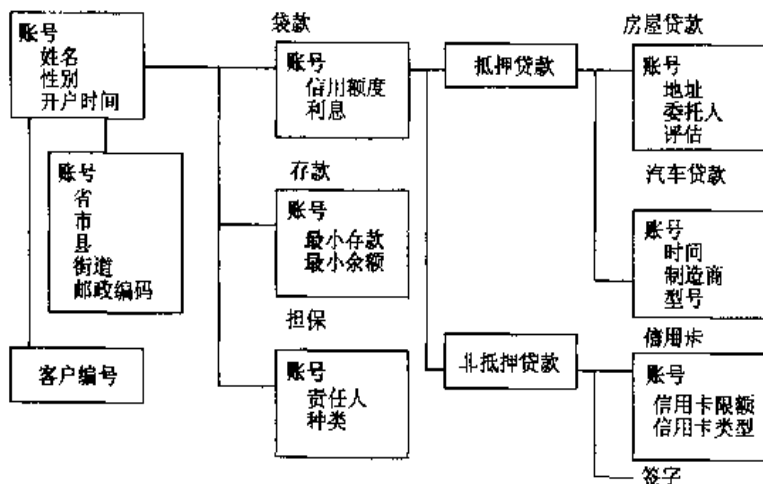 账号
姓名
性别
开户时间
账号
省
市
县
街道
邮政编码
客户编号
袋款
账号
信用额度
利息
存款
账号
最小存款
最小余额
担保
账号
责任人
种类
抵押贷款
非抵押贷款
房屋贷款
账号
地址
委托人
评估
汽车贷款
账号
时间
制造商
型号
信用卡
账号
信用卡限额
信用卡类型
签字